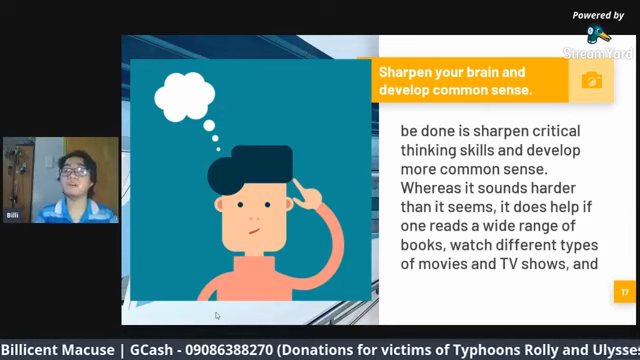 Powered by
StreamYard
Sharpen your brain and
develop common sense.
be done is sharpen critical
thinking skills and develop
more common sense.
Whereas it sounds harder
than it seems, it does help if
one reads a wide range of
books, watch different types
of movies and TV shows, and
17
Billi
Billicent Macuse | GCash - 09086388270 (Donations for victims of Typhoons Rolly and Ulysse